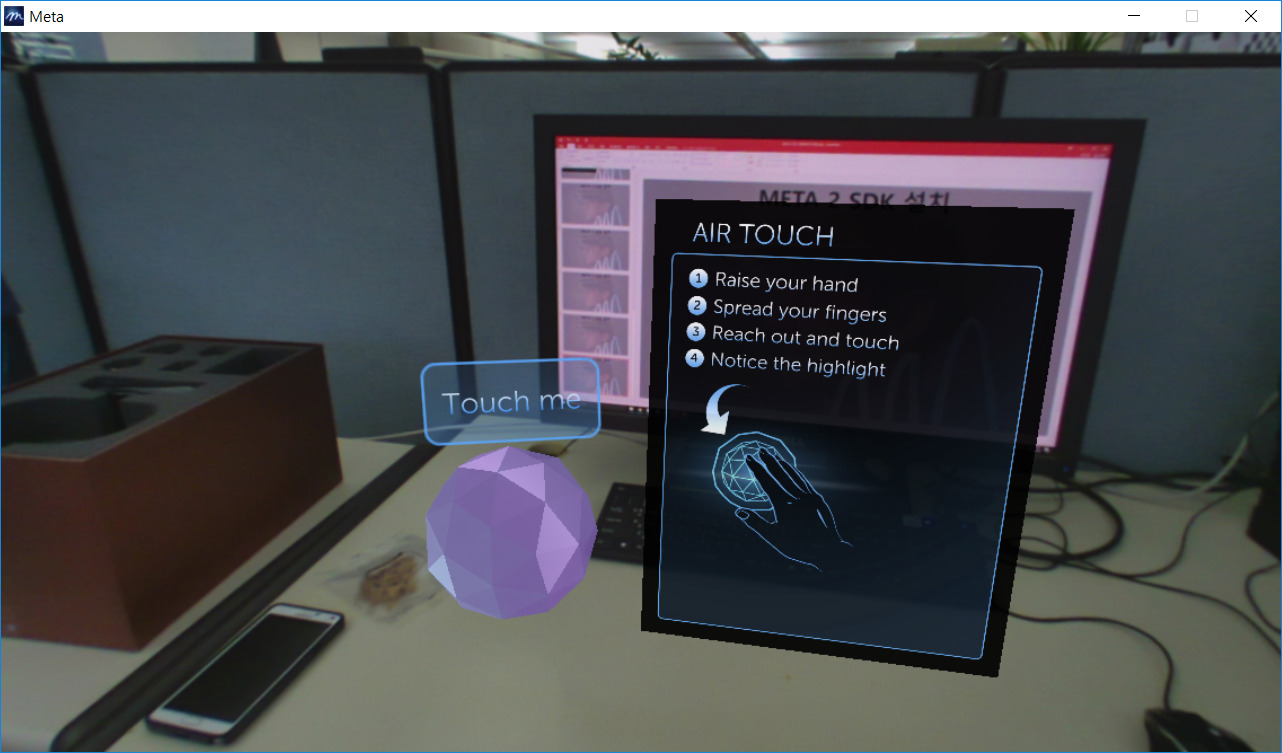 Meta
META 2 SDK 설치
AIR TOUCH
1 Raise your hand
2 Spread your fingers
3 Reach out and touch
4 Notice the highlight
Touch me